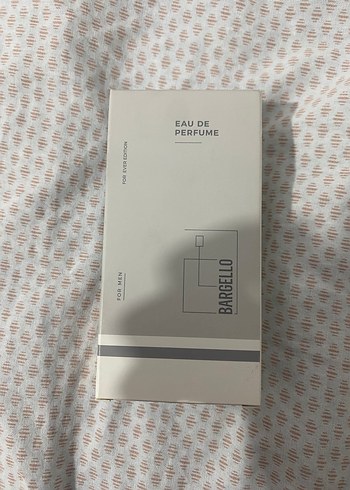 EAU DE
PERFUME
FOR EVER EDITION
FOR MEN
BARGELLO